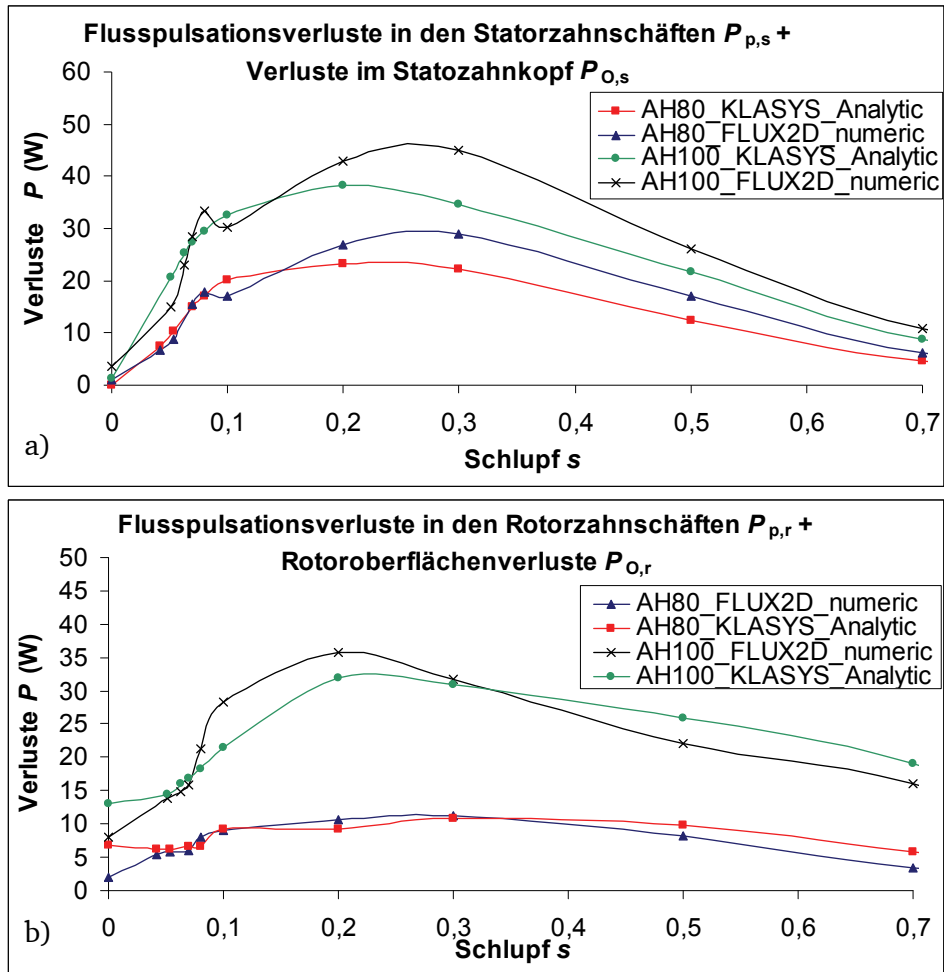 Flusspulsationsverluste in den Statorzahnschäften P p,s +
Verluste im Statozahnkopf P O,s
AH80_KLASYS_Analytic
AH80_FLUX2D_numeric
AH100_KLASYS_Analytic
AH100_FLUX2D_numeric
Verluste P (W)
60
50
40
30
20
10
0
0 0,1 0,2 0,3 0,4 0,5 0,6 0,7
Schlupf s
a)
Flusspulsationsverluste in den Rotorzahnschäften P p,r +
Rotoroberflächenverluste P O,r
AH80_FLUX2D_numeric
AH80_KLASYS_Analytic
AH100_FLUX2D_numeric
AH100_KLASYS_Analytic
Verluste P (W)
50
45
40
35
30
25
20
15
10
5
0
0 0,1 0,2 0,3 0,4 0,5 0,6 0,7
Schlupf s
b)